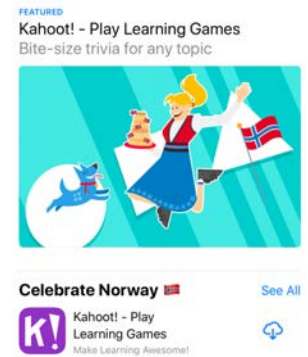 FEATURED
Kahoot! - Play Learning Games
Bite-size trivia for any topic
Celebrate Norway 🇳🇴
See All
K!
Kahoot! - Play
Learning Games
Make Learning Awesome!